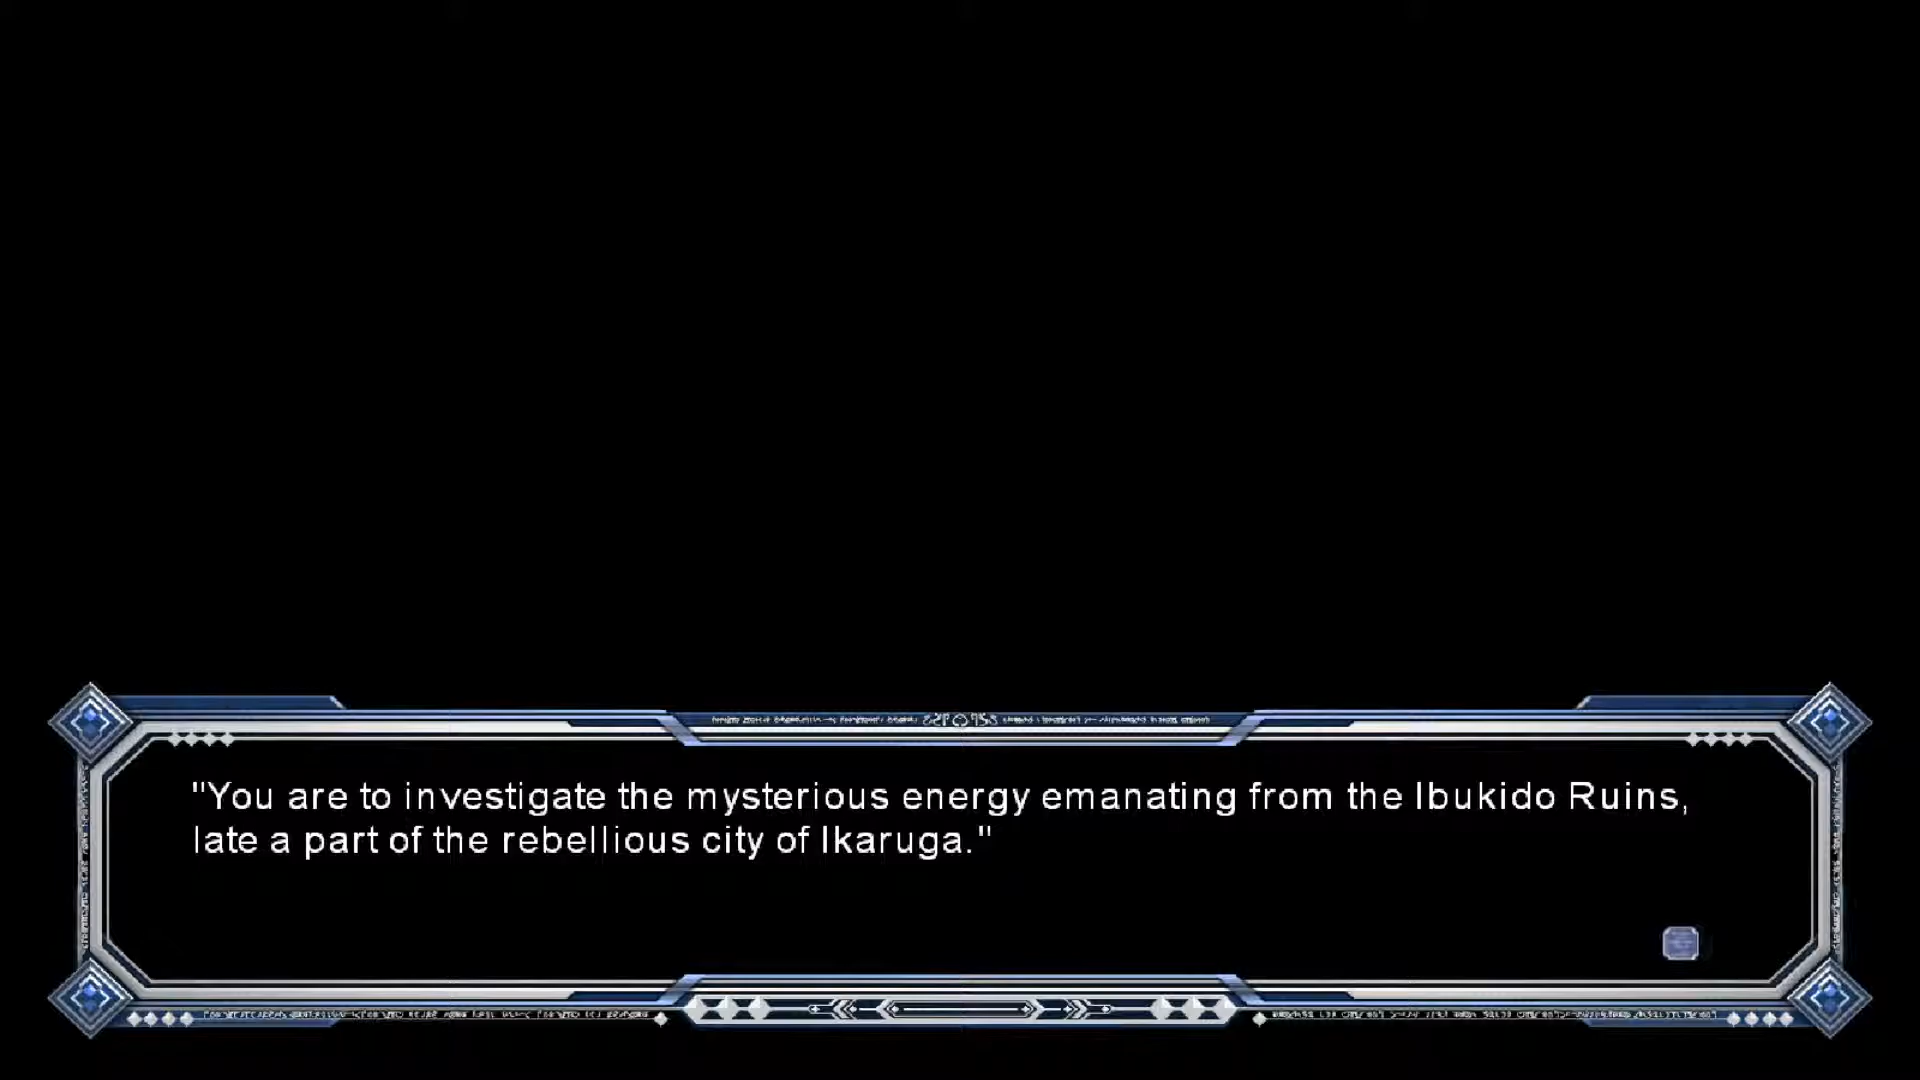 "You are to investigate the mysterious energy emanating from the Ibukido Ruins,
late a part of the rebellious city of Ikaruga."